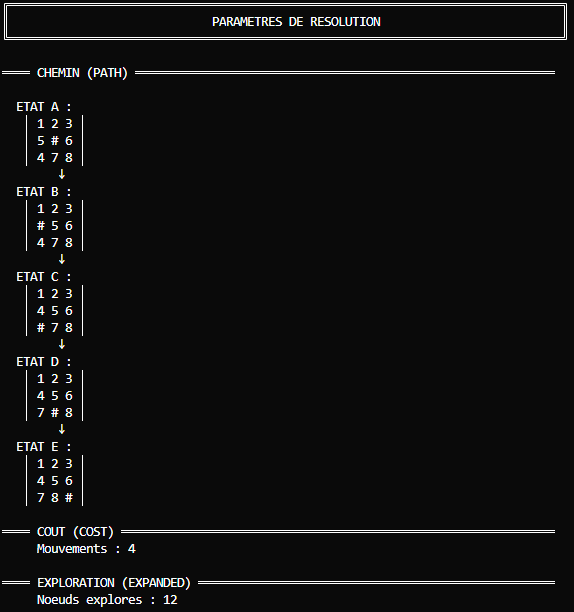 PARAMETRES DE RESOLUTION
CHEMIN (PATH)
ETAT A :
1 2 3
5 # 6
4 7 8
↓
ETAT B :
1 2 3
# 5 6
4 7 8
↓
ETAT C :
1 2 3
4 5 6
# 7 8
↓
ETAT D :
1 2 3
4 5 6
7 # 8
↓
ETAT E :
1 2 3
4 5 6
7 8 #
COUT (COST)
Mouvements : 4
EXPLORATION (EXPANDED)
Noeuds explores : 12